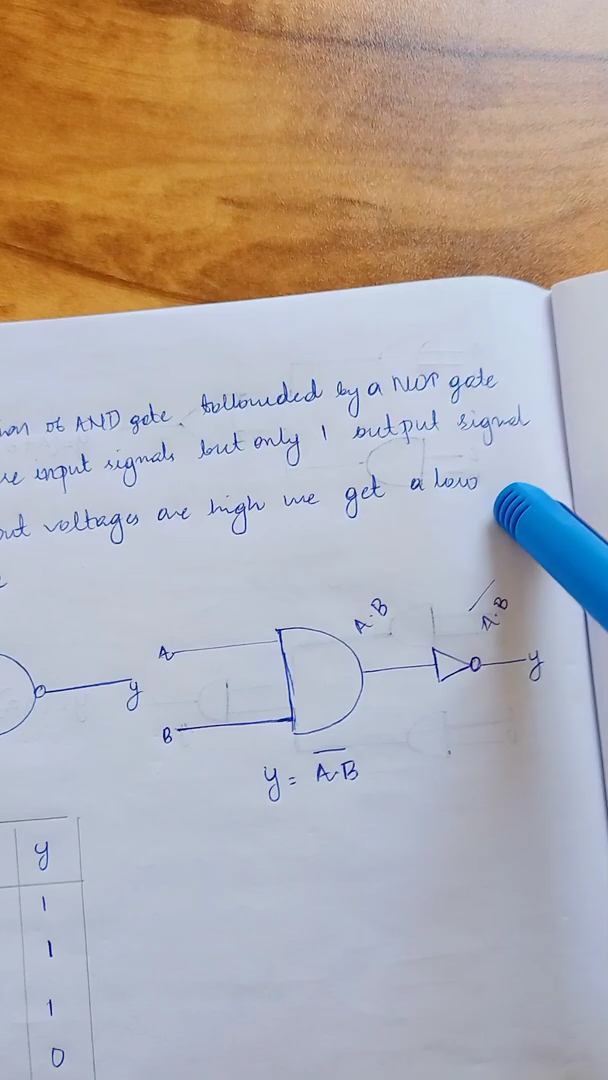 of AND gate. followded by a NOT gate
input signals but only 1 output signal
voltages are high we get a low
A.B
A.B
A
y
y
B
y = A.B
y
1
1
1
0